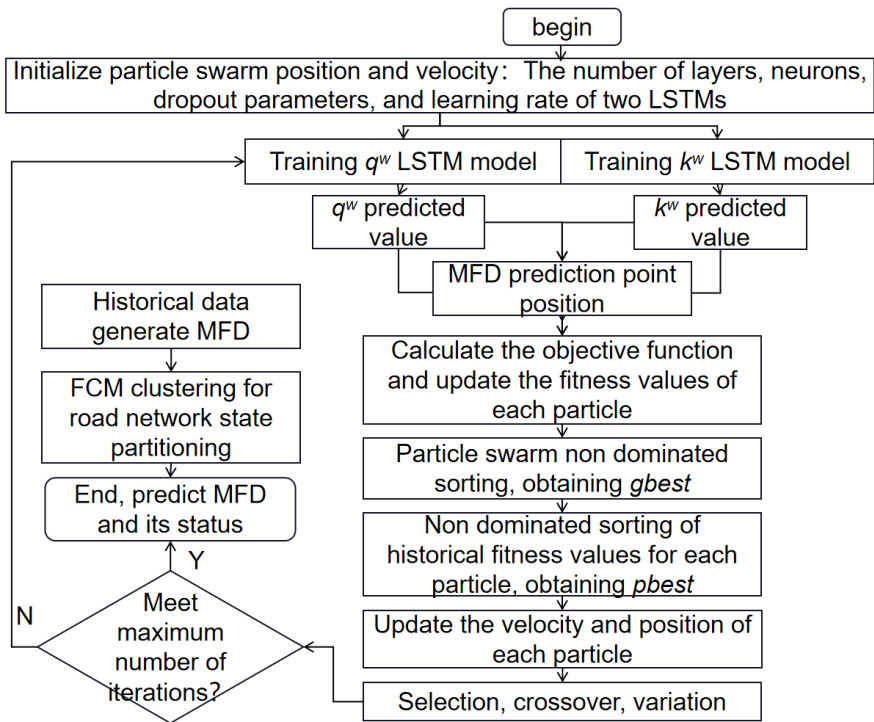 begin
Initialize particle swarm position and velocity：The number of layers, neurons,
dropout parameters, and learning rate of two LSTMs
Training q^w LSTM model
Training k^w LSTM model
q^w predicted
value
k^w predicted
value
MFD prediction point
position
Historical data
generate MFD
Calculate the objective function
and update the fitness values of
each particle
FCM clustering for
road network state
partitioning
Particle swarm non dominated
sorting, obtaining gbest
End, predict MFD
and its status
Non dominated sorting of
historical fitness values for each
particle, obtaining pbest
Y
N
Meet
maximum
number of
iterations?
Update the velocity and position of
each particle
Selection, crossover, variation